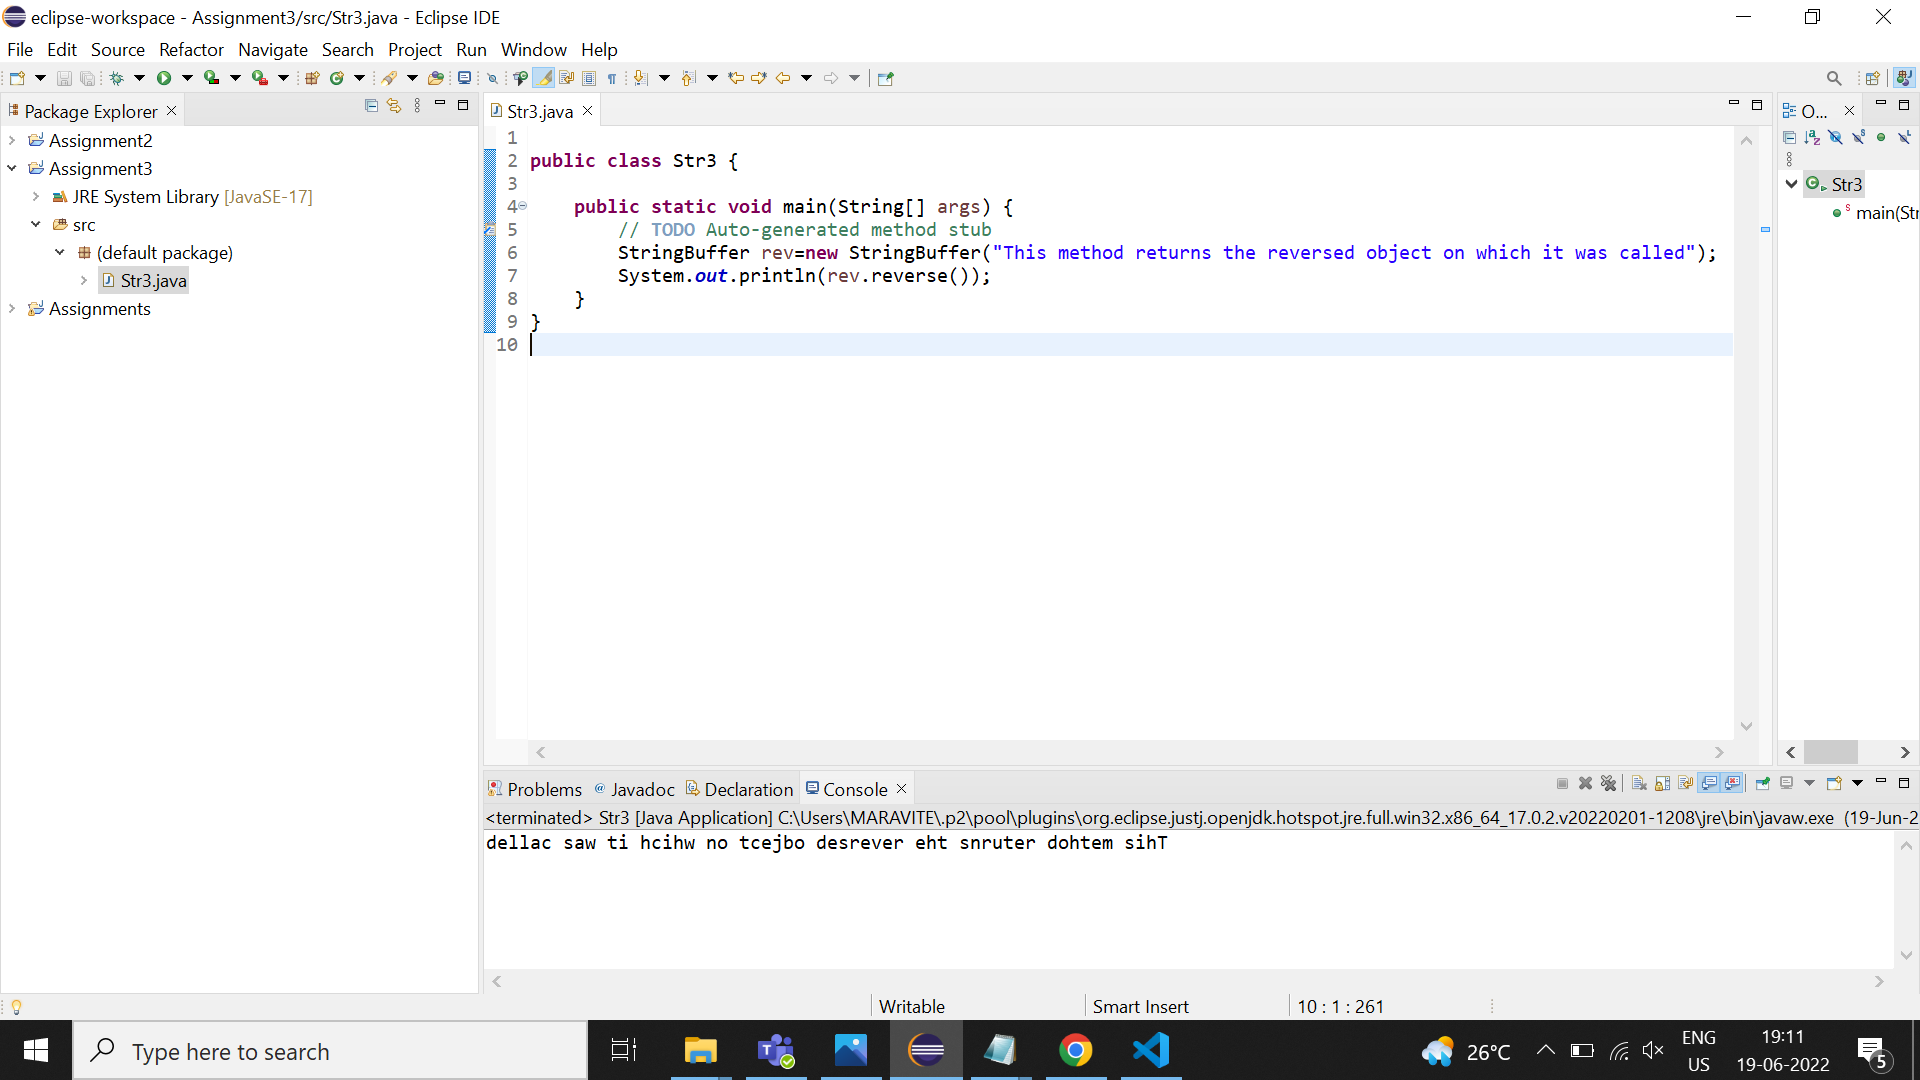 eclipse-workspace - Assignment3/src/Str3.java - Eclipse IDE
File Edit Source Refactor Navigate Search Project Run Window Help
Package Explorer
Assignment2
Assignment3
JRE System Library [JavaSE-17]
src
(default package)
Str3.java
Assignments
Str3.java
1
2 public class Str3 {
3
4 public static void main(String[] args) {
5 // TODO Auto-generated method stub
6 StringBuffer rev=new StringBuffer("This method returns the reversed object on which it was called");
7 System.out.println(rev.reverse());
8 }
9 }
10
O...
Str3
main(Str
Problems Javadoc Declaration Console
<terminated> Str3 [Java Application] C:\Users\MARAVITE\.p2\pool\plugins\org.eclipse.justj.openjdk.hotspot.jre.full.win32.x86_64_17.0.2.v20220201-1208\jre\bin\javaw.exe (19-Jun-2
dellac saw ti hcihw no tcejbo desrever eht snruter dohtem sihT
Writable Smart Insert 10 : 1 : 261
Type here to search
26°C
ENG
US
19:11
19-06-2022
5